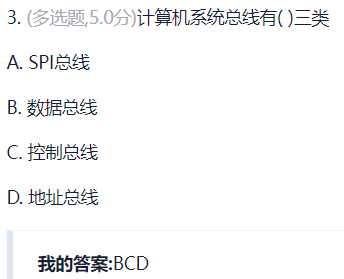 3. (多选题,5.0分)计算机系统总线有( )三类
A. SPI总线
B. 数据总线
C. 控制总线
D. 地址总线
我的答案:BCD